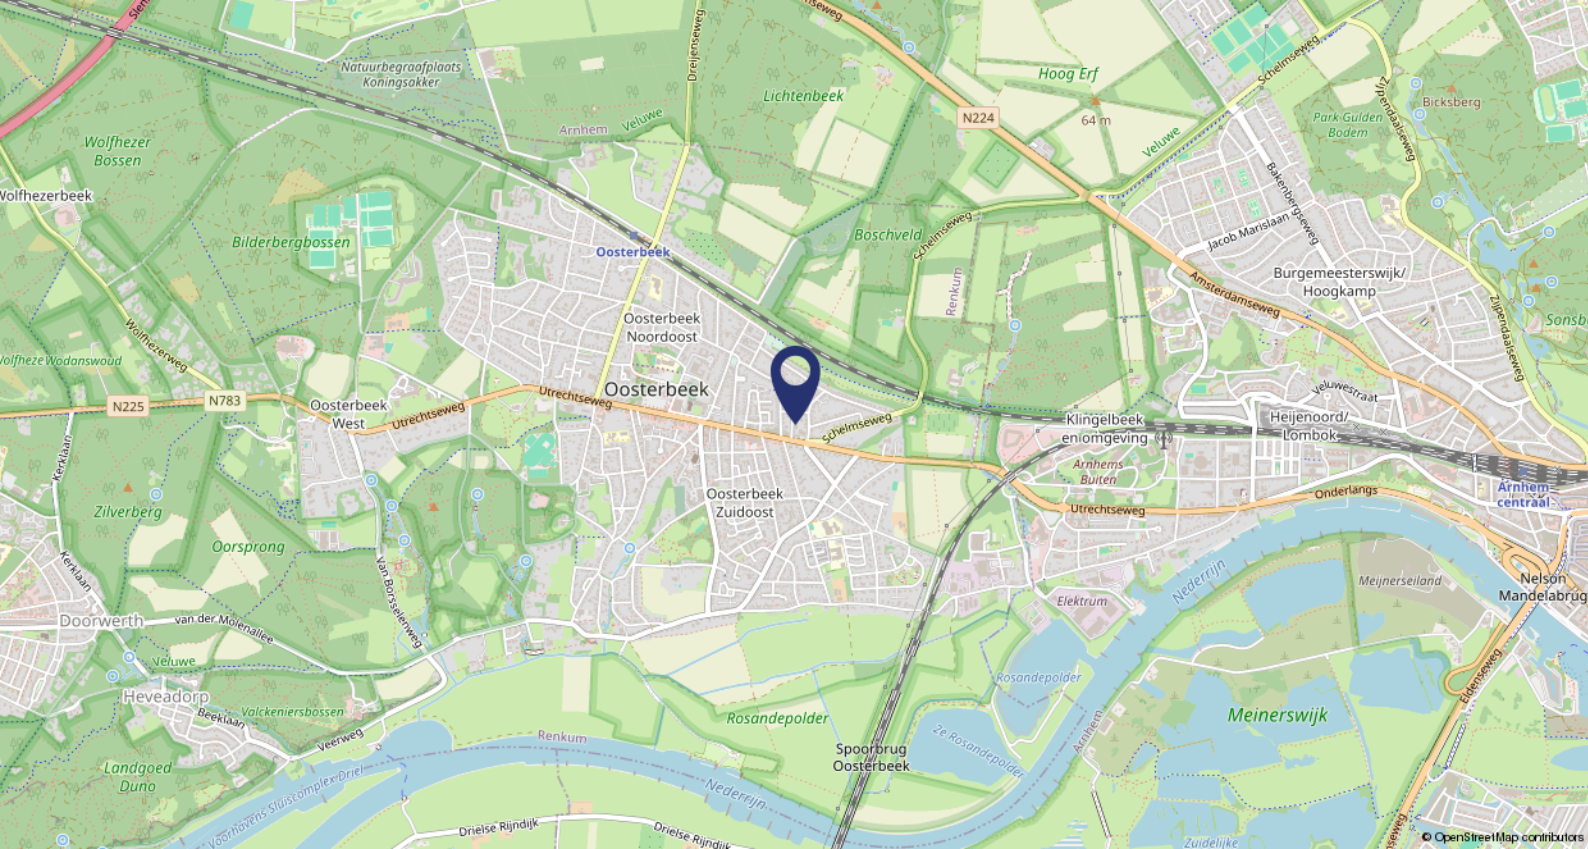 Natuurbegraafplaats
Koningsakker
Dreijenseweg
Hoog Erf
Schelmseweg
Zijpendaalseweg
Lichtenbeek
Bicksberg
N224
64 m
Park Gulden
Bodem
Arnhem
Veluwe
Veluwe
Wolfhezer
Bossen
Wolfhezerbeek
Bakenbergseweg
Bilderbergbossen
Boschveld
Schelmseweg
Jacob Marislaan
Oosterbeek
Renkum
Burgemeesterswijk/
Hoogkamp
Amsterdamseweg
Zijpendaalseweg
Oosterbeek
Noordoost
Wolfhezerweg
Wodanswoud
Oosterbeek
Utrechtseweg
Veluwestraat
N225
N783
Oosterbeek
West
Utrechtseweg
Schelmseweg
Klingelbeek
en omgeving
Heijenoord/
Lombok
Kerklaan
Arnhems
Buiten
Arnhem
centraal
Oosterbeek
Zuidoost
Onderlangs
Utrechtseweg
Zilverberg
Oorsprong
Kerklaan
Van Borsselenweg
Nederrijn
Meijnerseiland
Nelson
Mandelabrug
Elektrum
Doorwerth
van der Molenallee
Veluwe
Heveadorp
Rosandepolder
Eldenseweg
Beeklaan
Valckeniersbossen
Rosandepolder
Meinerswijk
Veerweg
Renkum
Arnhem
2e Rosandepolder
Spoorbrug
Oosterbeek
Landgoed
Duno
Voorhavens Sluiscomplex Driel
Nederrijn
Drielse Rijndijk
Drielse Rijndijk
Zuidelijke
© OpenStreetMap contributors